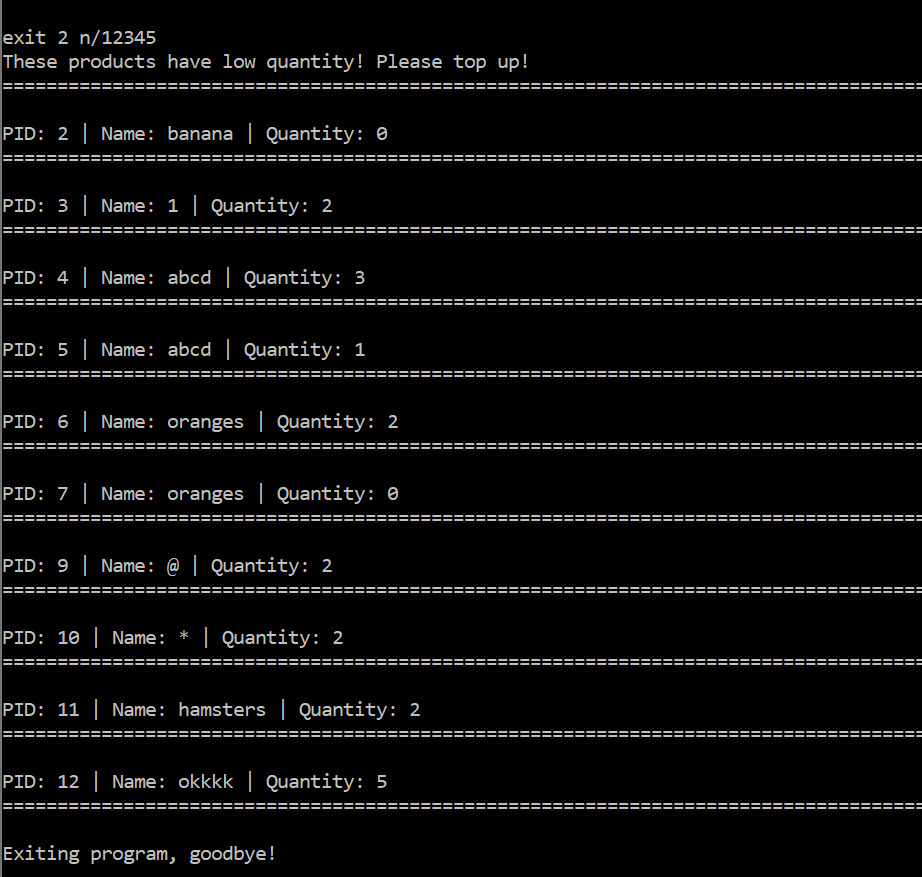 exit 2 n/12345
These products have low quantity! Please top up!
====================================================================================
PID: 2 | Name: banana | Quantity: 0
====================================================================================
PID: 3 | Name: 1 | Quantity: 2
====================================================================================
PID: 4 | Name: abcd | Quantity: 3
====================================================================================
PID: 5 | Name: abcd | Quantity: 1
====================================================================================
PID: 6 | Name: oranges | Quantity: 2
====================================================================================
PID: 7 | Name: oranges | Quantity: 0
====================================================================================
PID: 9 | Name: @ | Quantity: 2
====================================================================================
PID: 10 | Name: * | Quantity: 2
====================================================================================
PID: 11 | Name: hamsters | Quantity: 2
====================================================================================
PID: 12 | Name: okkkk | Quantity: 5
====================================================================================
Exiting program, goodbye!